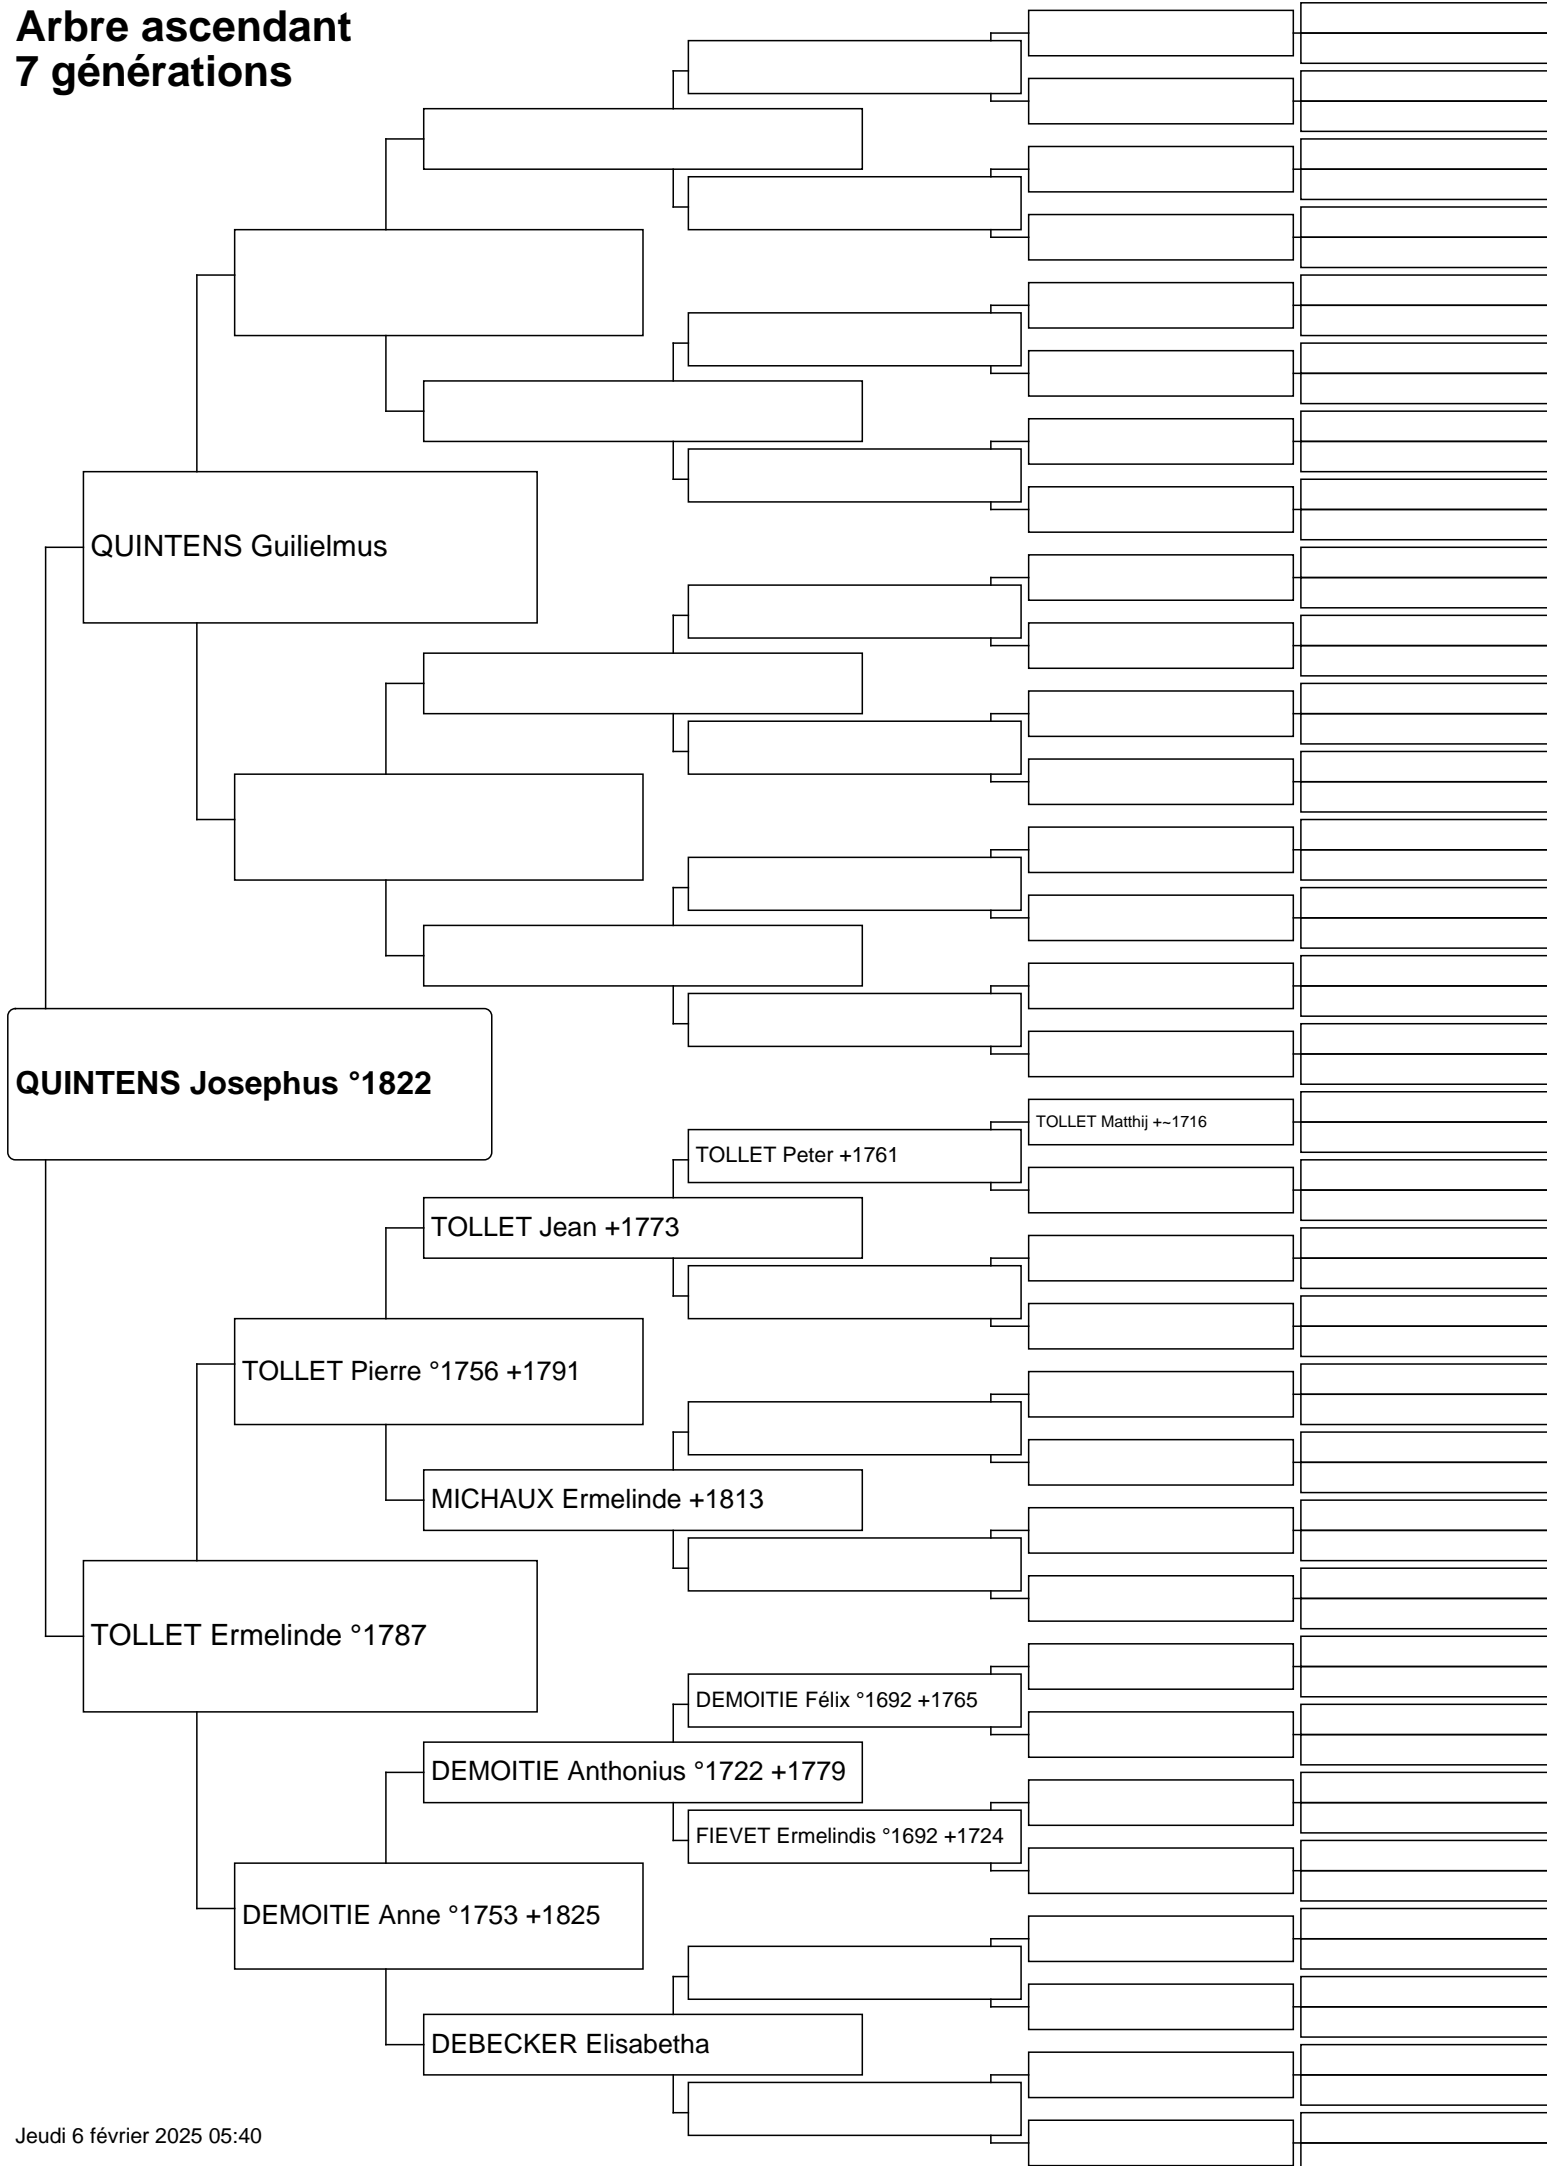 Arbre ascendant
7 générations
QUINTENS Guilielmus
QUINTENS Josephus °1822
TOLLET Matthij +~1716
TOLLET Peter +1761
TOLLET Jean +1773
TOLLET Pierre °1756 +1791
MICHAUX Ermelinde +1813
TOLLET Ermelinde °1787
DEMOITIE Félix °1692 +1765
DEMOITIE Anthonius °1722 +1779
FIEVET Ermelindis °1692 +1724
DEMOITIE Anne °1753 +1825
DEBECKER Elisabetha
Jeudi 6 février 2025 05:40